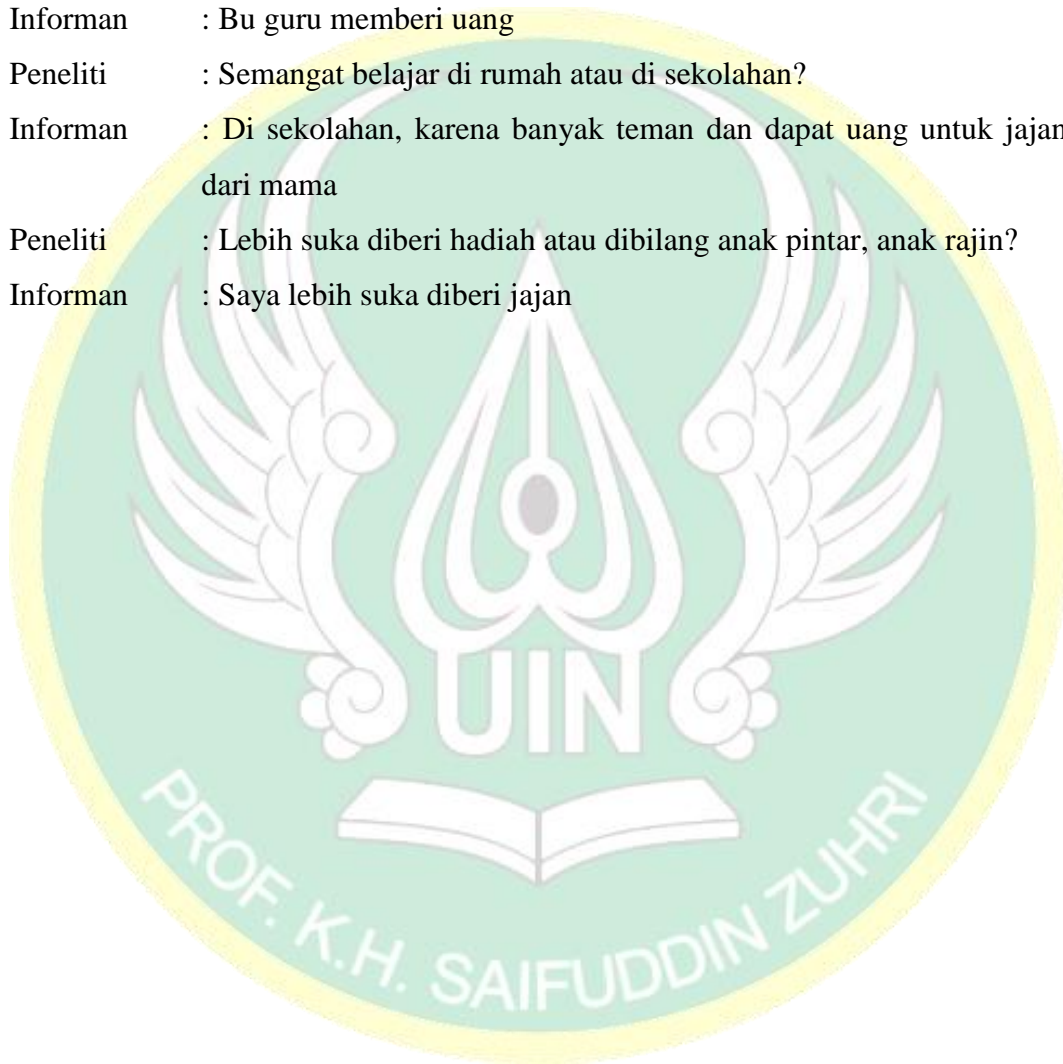 Informan : Bu guru memberi uang
Peneliti : Semangat belajar di rumah atau di sekolahan?
Informan : Di sekolahan, karena banyak teman dan dapat uang untuk jajan
dari mama
Peneliti : Lebih suka diberi hadiah atau dibilang anak pintar, anak rajin?
Informan : Saya lebih suka diberi jajan
UIN
PROF. K.H. SAIFUDDIN ZUHRI